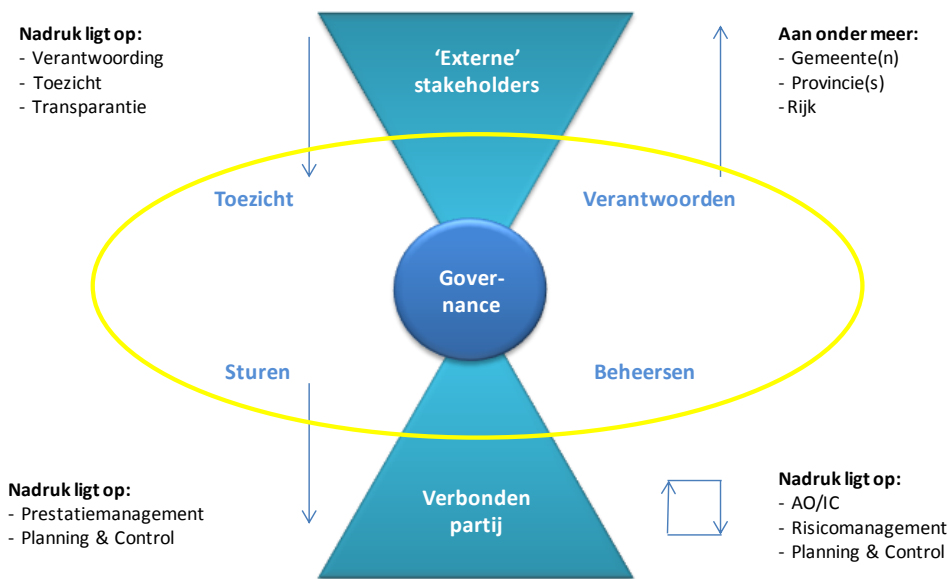 Nadruk ligt op:
- Verantwoording
- Toezicht
- Transparantie
‘Externe’
stakeholders
Aan onder meer:
- Gemeente(n)
- Provincie(s)
- Rijk
Toezicht
Verantwoorden
Gover-
nance
Sturen
Beheersen
Nadruk ligt op:
- Prestatiemanagement
- Planning & Control
Verbonden
partij
Nadruk ligt op:
- AO/IC
- Risicomanagement
- Planning & Control